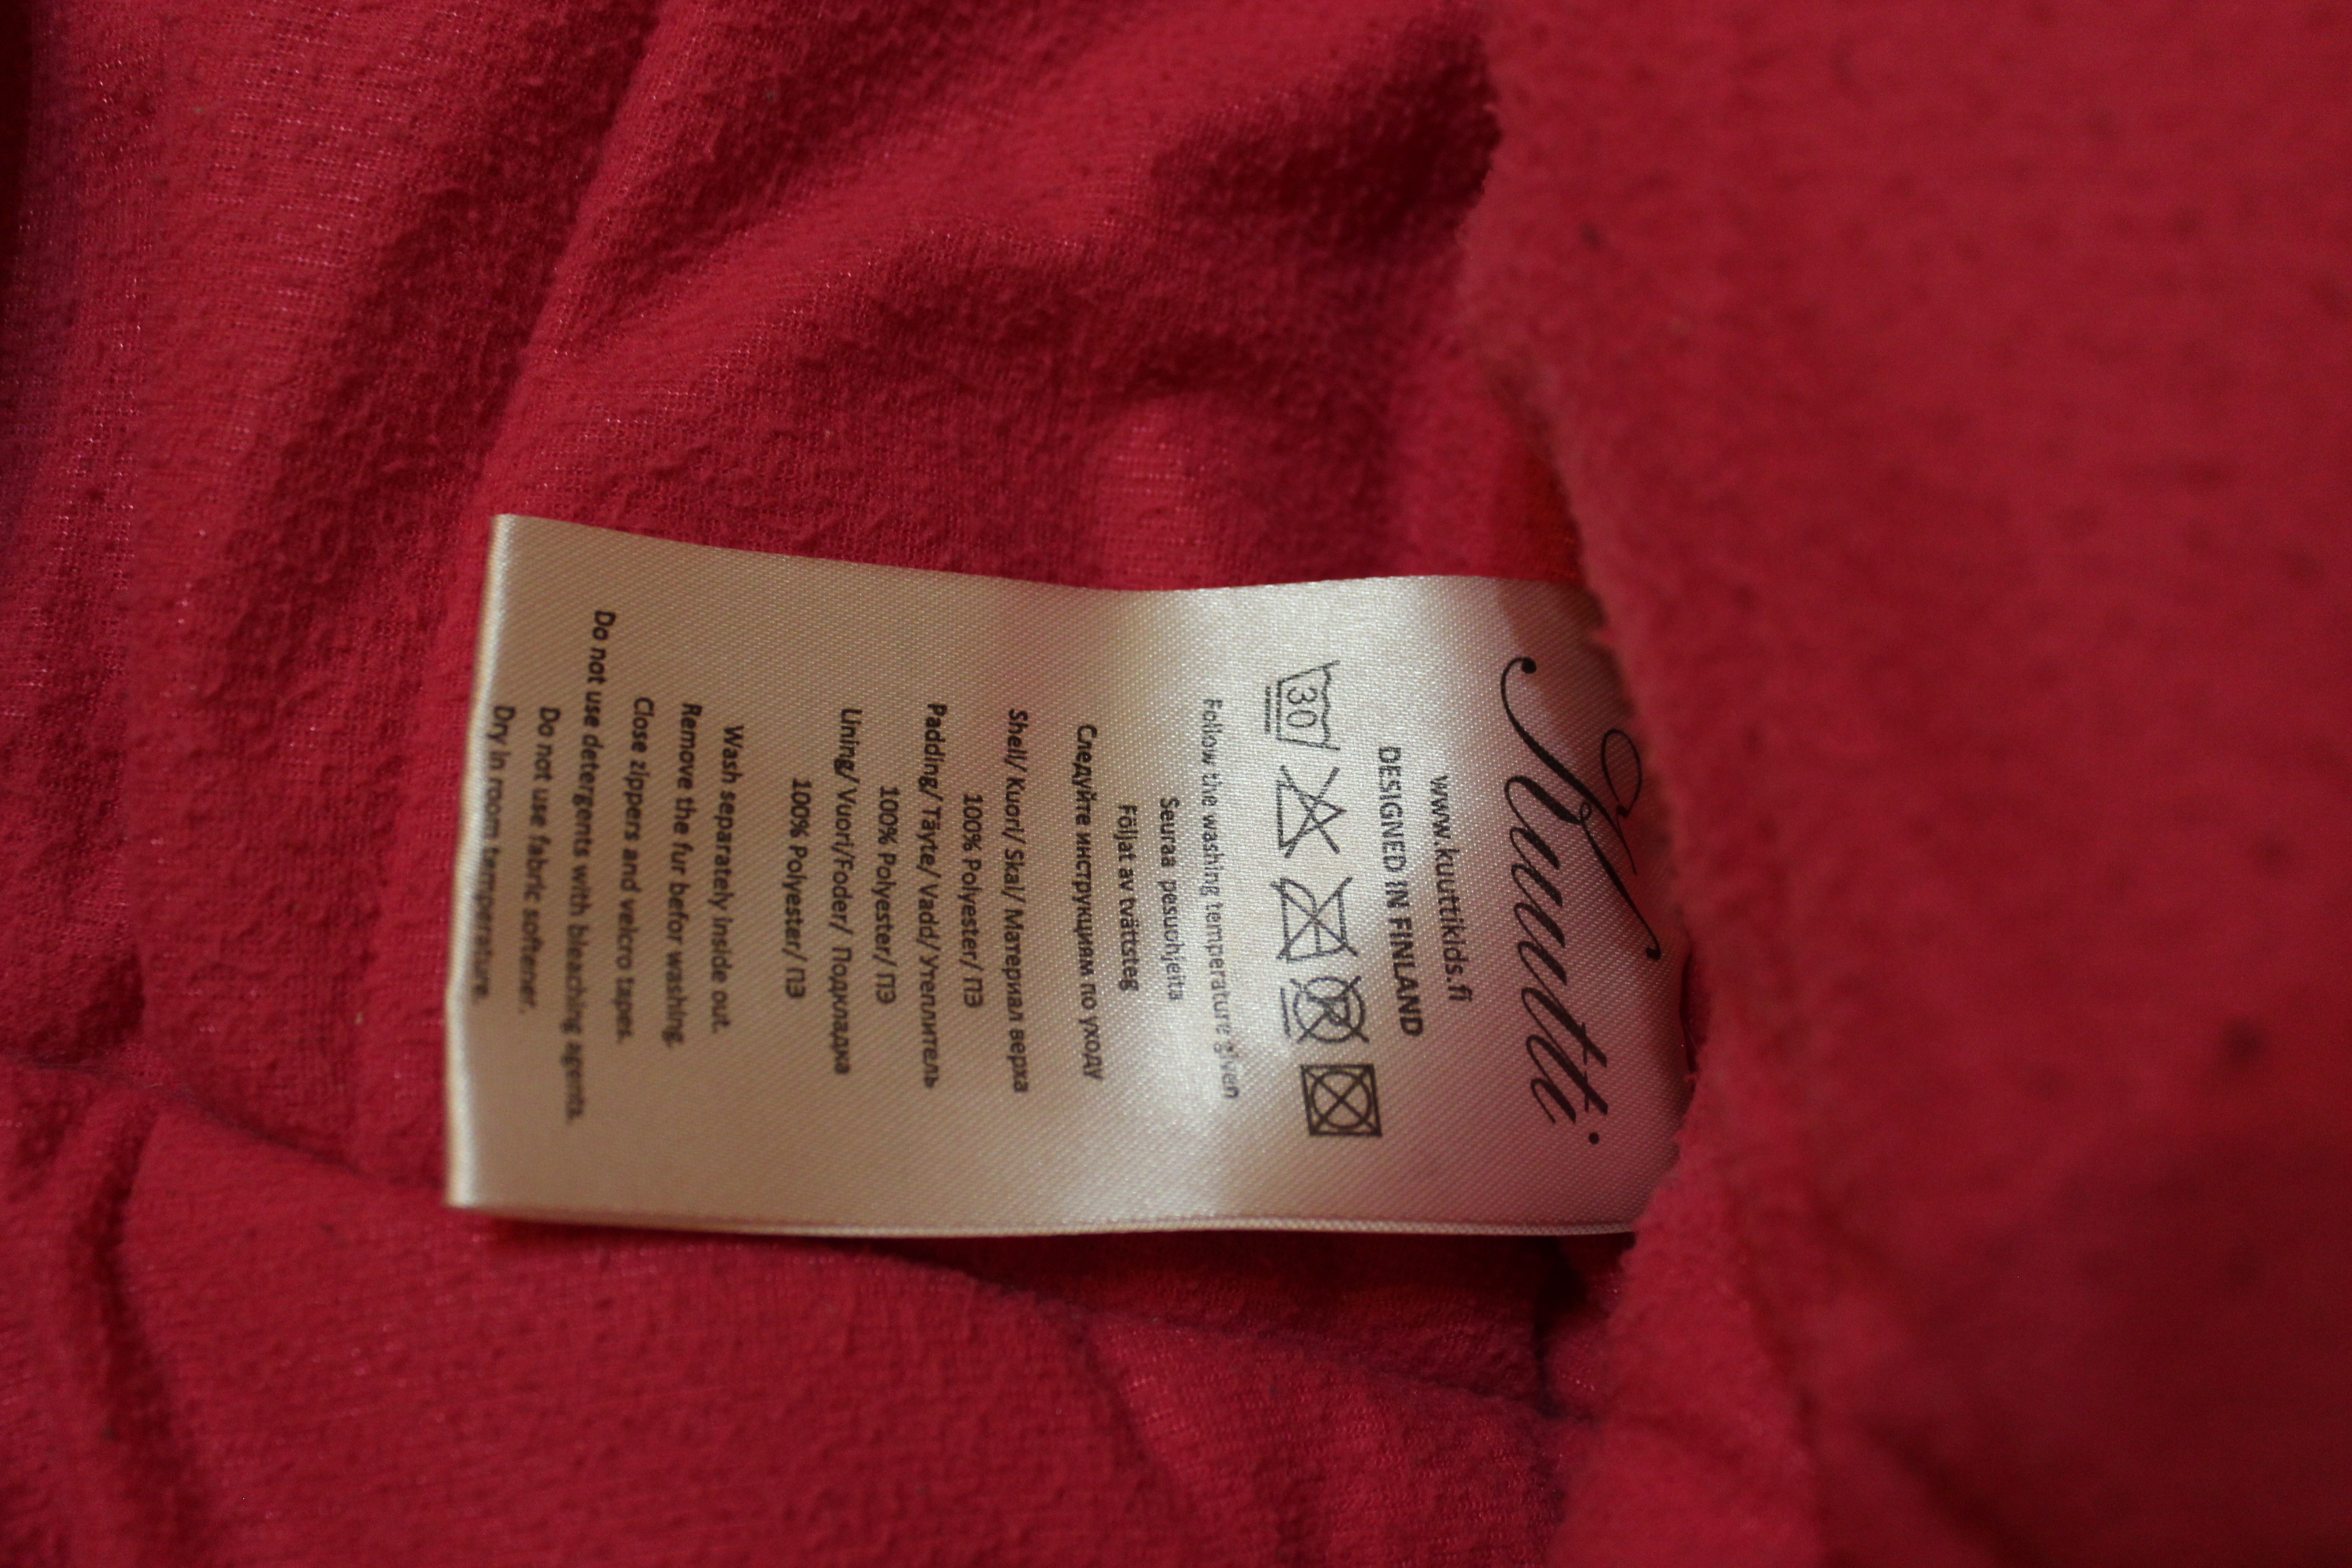 Kuutti
www.kuuttikids.fi
DESIGNED IN FINLAND
30
Follow the washing temperature given
Seuraa pesuohjeita
Följat av tvättsteg
Следуйте инструкциям по уходу
Shell/ Kuori/ Skal/ Материал верха
100% Polyester/ ПЭ
Padding/ Täyte/ Vadd/ Утеплитель
100% Polyester/ ПЭ
Lining/ Vuori/Foder/ Подкладка
100% Polyester/ ПЭ
Wash separately inside out.
Remove the fur befor washing.
Close zippers and velcro tapes.
Do not use detergents with bleaching agents.
Do not use fabric softener.
Dry in room temperature.